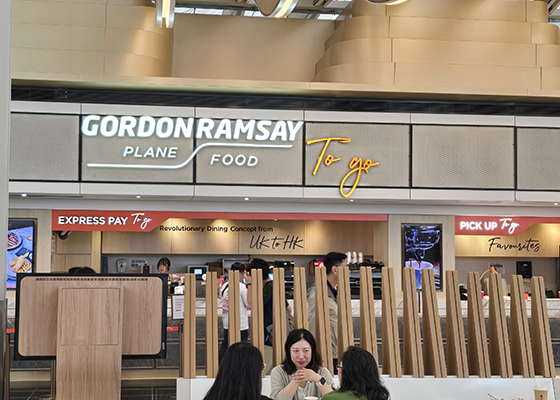 GORDON RAMSAY
PLANE FOOD
To go
EXPRESS PAY To go
Revolutionary Dining Concept from
UK to HK
PICK UP To go
Favourites